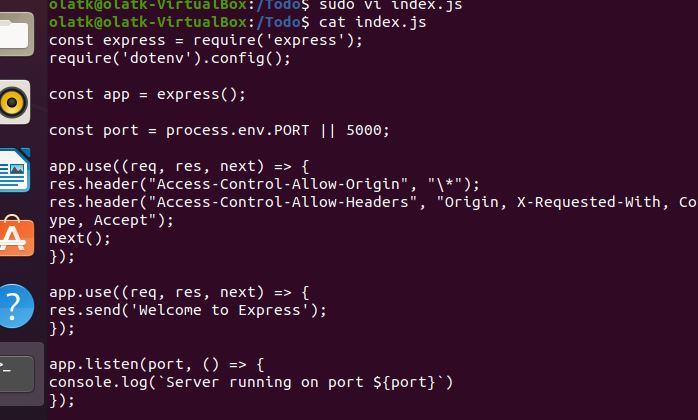 olatk@olatk-VirtualBox:/Todo$ sudo vi index.js
olatk@olatk-VirtualBox:/Todo$ cat index.js
const express = require('express');
require('dotenv').config();
const app = express();
const port = process.env.PORT || 5000;
app.use((req, res, next) => {
res.header("Access-Control-Allow-Origin", "\*");
res.header("Access-Control-Allow-Headers", "Origin, X-Requested-With, Co
ype, Accept");
next();
});
app.use((req, res, next) => {
res.send('Welcome to Express');
});
app.listen(port, () => {
console.log(`Server running on port ${port}`)
});